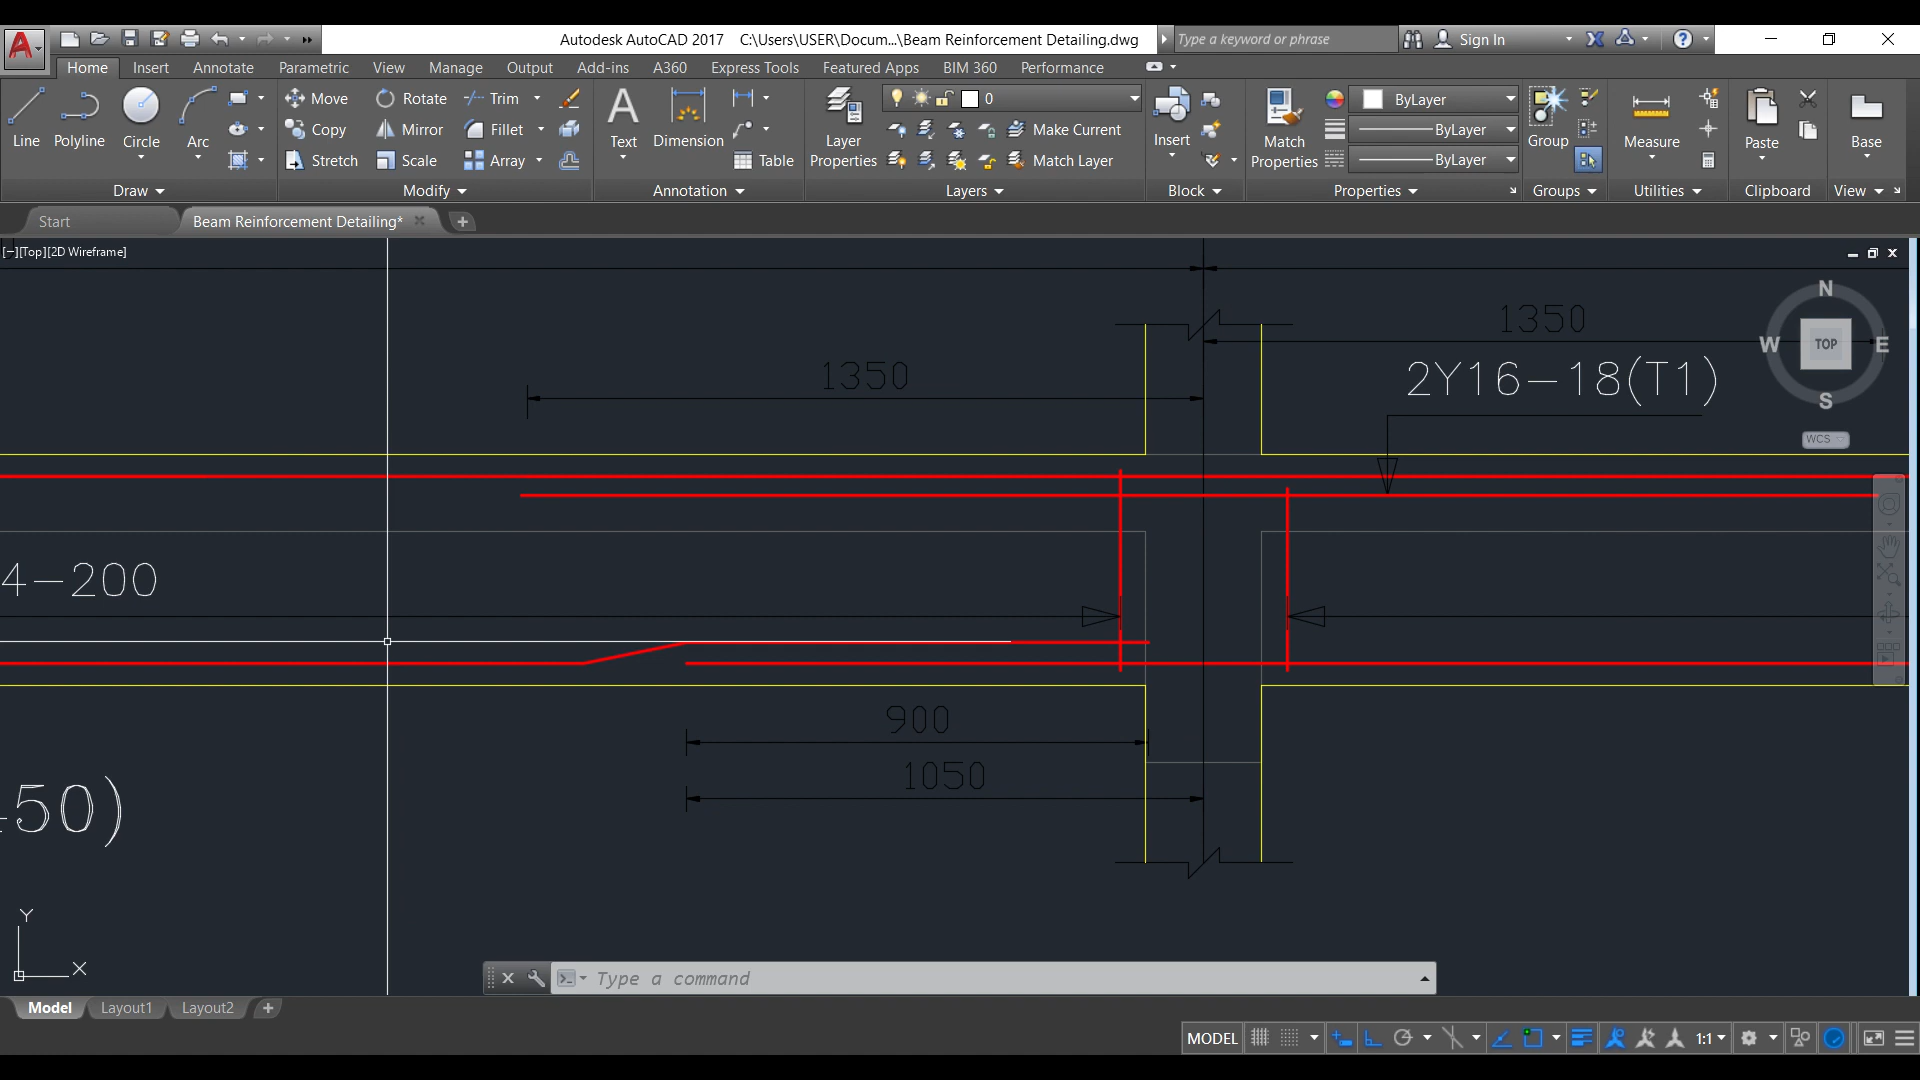 Autodesk AutoCAD 2017 C:\Users\USER\Docum...\Beam Reinforcement Detailing.dwg
Type a keyword or phrase
Sign In
Home Insert Annotate Parametric View Manage Output Add-ins A360 Express Tools Featured Apps BIM 360 Performance
Line Polyline Circle Arc
Move Rotate Trim
Copy Mirror Fillet
Stretch Scale Array
Text Dimension
Table
Layer Properties
0
Make Current
Match Layer
Insert
Match Properties
ByLayer
ByLayer
ByLayer
Group
Measure
Paste
Base
Draw Modify Annotation Layers Block Properties Groups Utilities Clipboard View
Start Beam Reinforcement Detailing*
[−][Top][2D Wireframe]
N
W TOP E
S
WCS
1350
1350
2Y16-18(T1)
4-200
900
1050
450)
Y
X
Type a command
Model Layout1 Layout2
MODEL 1:1